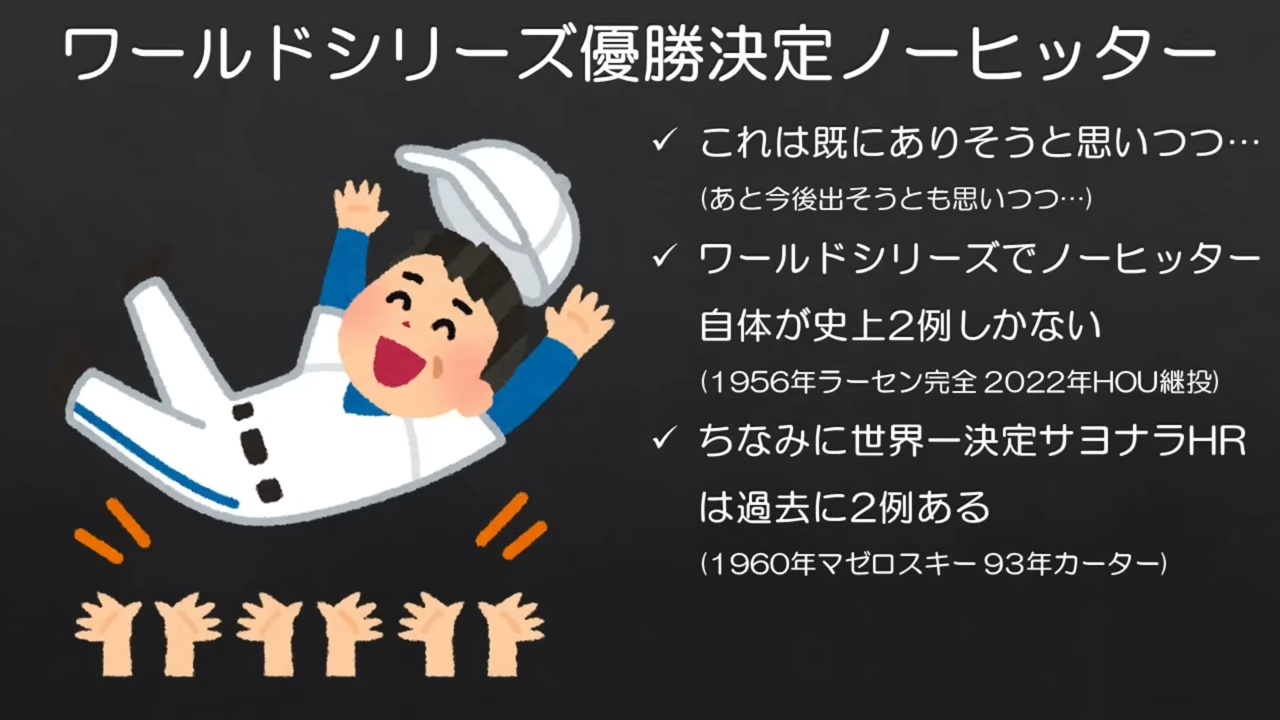 ワールドシリーズ優勝決定ノーヒッター
✓ これは既にありそうと思いつつ…
(あと今後出そうとも思いつつ…)
✓ ワールドシリーズでノーヒッター
自体が史上2例しかない
(1956年ラーセン完全 2022年HOU継投)
✓ ちなみに世界一決定サヨナラHR
は過去に2例ある
(1960年マゼロスキー 93年カーター)